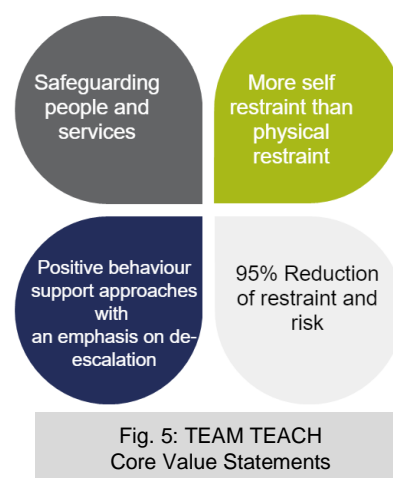 Safeguarding
people and
services
More self
restraint than
physical
restraint
Positive behaviour
support approaches
with
an emphasis on de-
escalation
95% Reduction
of restraint and
risk
Fig. 5: TEAM TEACH
Core Value Statements